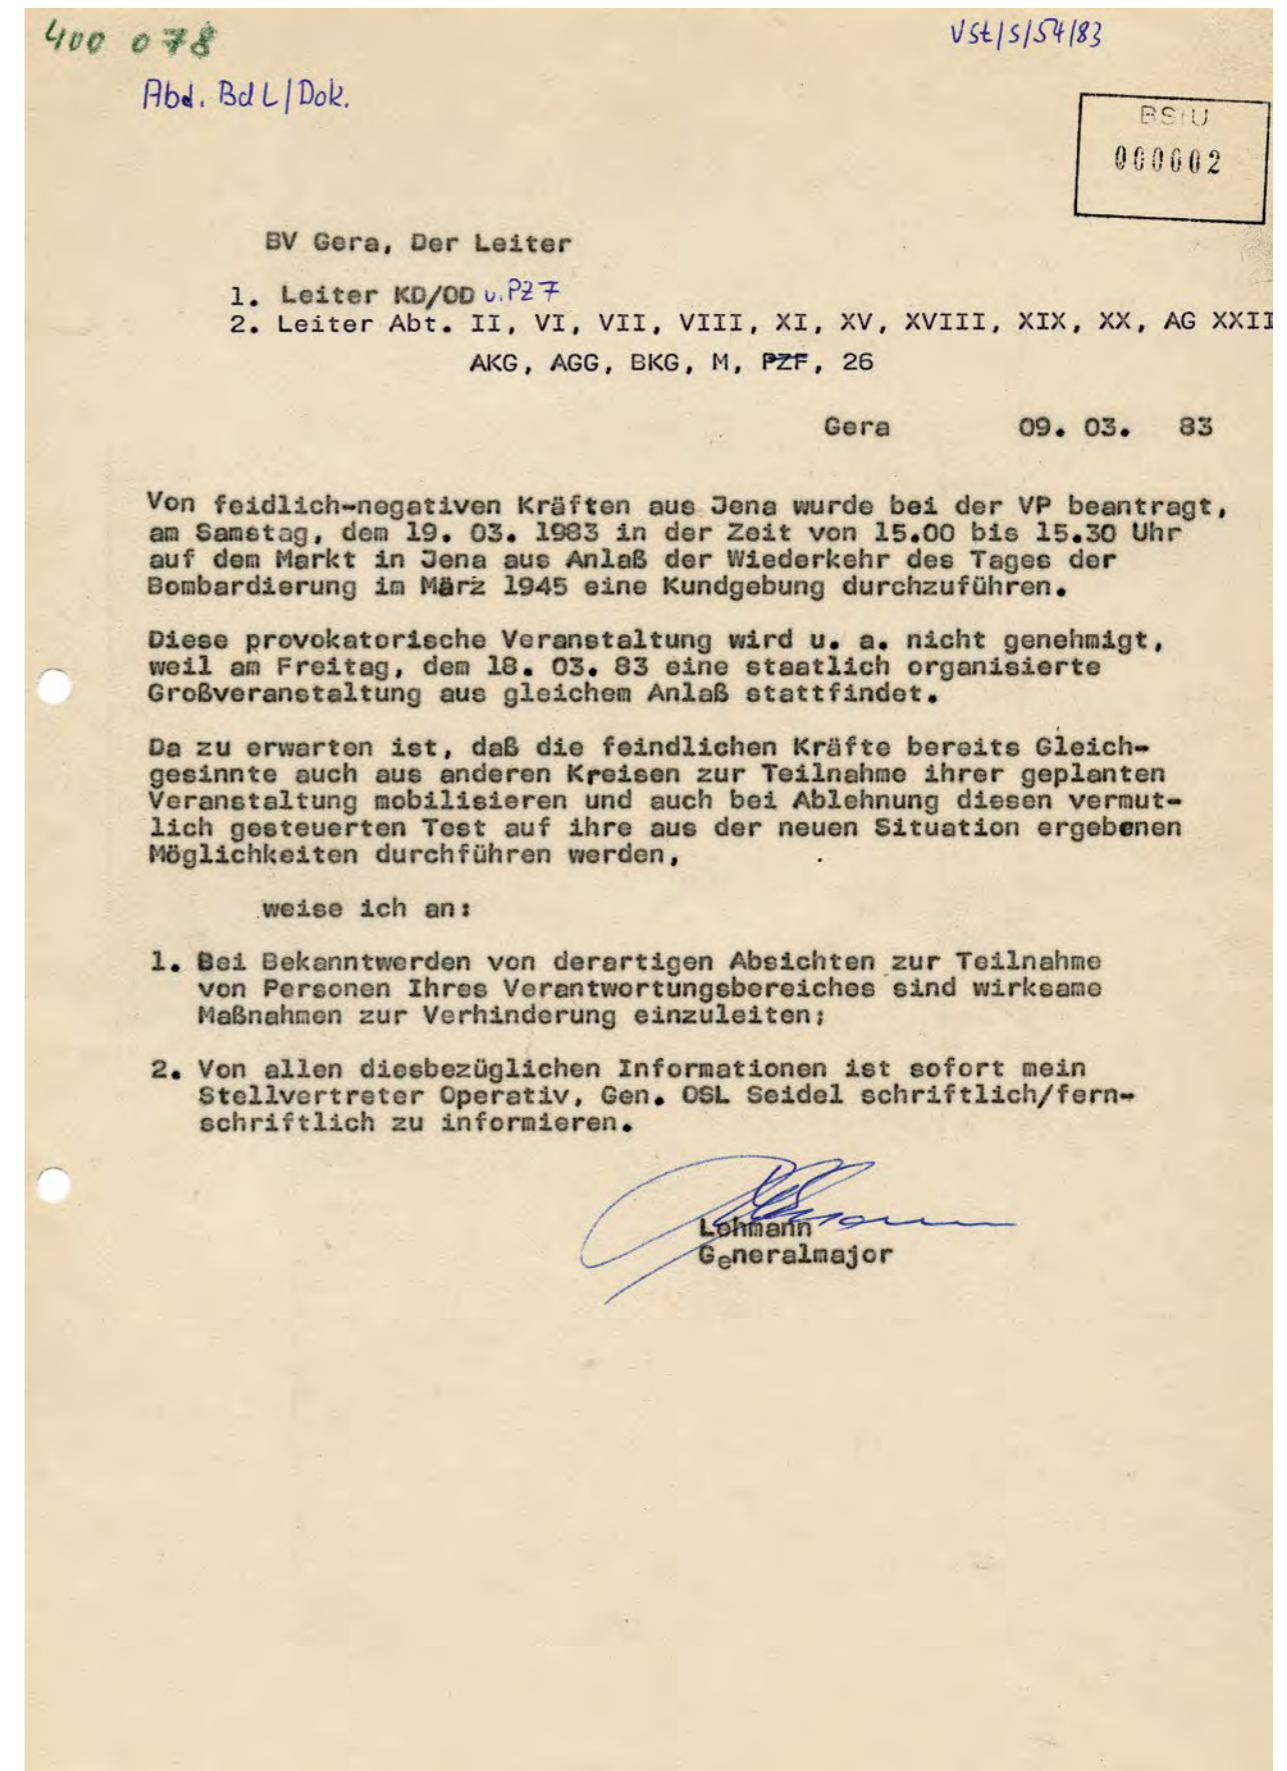 400 078
VSt/S/54/83
Abd. BdL/Dok.
BStU
000002
BV Gera, Der Leiter
1. Leiter KD/OD u. PZF
2. Leiter Abt. II, VI, VII, VIII, XI, XV, XVIII, XIX, XX, AG XXII
AKG, AGG, BKG, M, PZF, 26
Gera 09. 03. 83
Von feidlich-negativen Kräften aus Jena wurde bei der VP beantragt,
am Samstag, dem 19. 03. 1983 in der Zeit von 15.00 bis 15.30 Uhr
auf dem Markt in Jena aus Anlaß der Wiederkehr des Tages der
Bombardierung im März 1945 eine Kundgebung durchzuführen.
Diese provokatorische Veranstaltung wird u. a. nicht genehmigt,
weil am Freitag, dem 18. 03. 83 eine staatlich organisierte
Großveranstaltung aus gleichem Anlaß stattfindet.
Da zu erwarten ist, daß die feindlichen Kräfte bereits Gleich-
gesinnte auch aus anderen Kreisen zur Teilnahme ihrer geplanten
Veranstaltung mobilisieren und auch bei Ablehnung diesen vermut-
lich gesteuerten Test auf ihre aus der neuen Situation ergebenen
Möglichkeiten durchführen werden,
weise ich an:
1. Bei Bekanntwerden von derartigen Absichten zur Teilnahme
von Personen Ihres Verantwortungsbereiches sind wirksame
Maßnahmen zur Verhinderung einzuleiten;
2. Von allen diesbezüglichen Informationen ist sofort mein
Stellvertreter Operativ, Gen. OSL Seidel schriftlich/fern-
schriftlich zu informieren.
Lehmann
Generalmajor